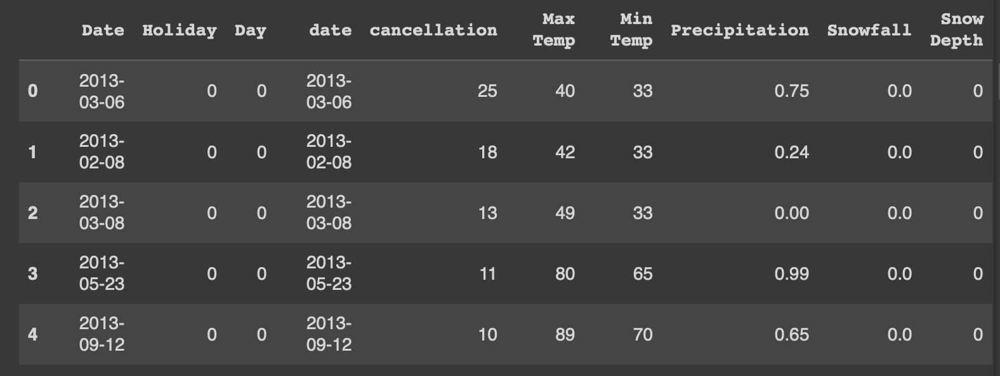 Date Holiday Day date cancellation Max Temp Min Temp Precipitation Snowfall Snow Depth
0 2013-03-06 0 0 2013-03-06 25 40 33 0.75 0.0 0
1 2013-02-08 0 0 2013-02-08 18 42 33 0.24 0.0 0
2 2013-03-08 0 0 2013-03-08 13 49 33 0.00 0.0 0
3 2013-05-23 0 0 2013-05-23 11 80 65 0.99 0.0 0
4 2013-09-12 0 0 2013-09-12 10 89 70 0.65 0.0 0